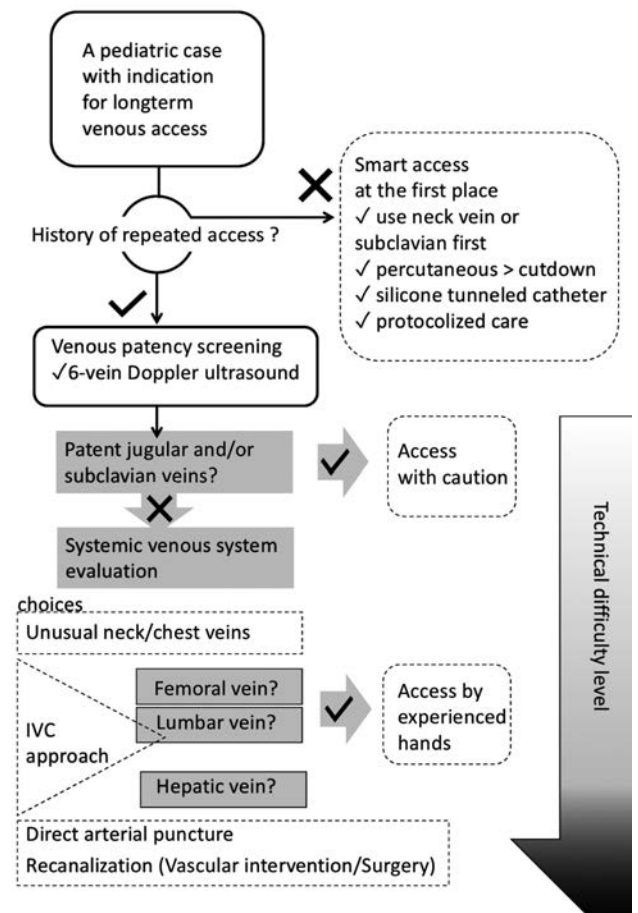 A pediatric case
with indication
for longterm
venous access
History of repeated access ?
Smart access
at the first place
✓ use neck vein or
subclavian first
✓ percutaneous > cutdown
✓ silicone tunneled catheter
✓ protocolized care
Venous patency screening
✓6-vein Doppler ultrasound
Patent jugular and/or
subclavian veins?
Access
with caution
Systemic venous system
evaluation
Technical difficulty level
choices
Unusual neck/chest veins
IVC
approach
Femoral vein?
Lumbar vein?
Hepatic vein?
Access by
experienced
hands
Direct arterial puncture
Recanalization (Vascular intervention/Surgery)